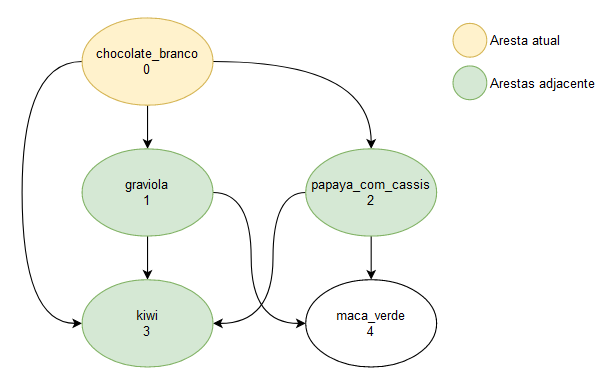 chocolate_branco
0
Aresta atual
Arestas adjacente
graviola
1
papaya_com_cassis
2
kiwi
3
maca_verde
4